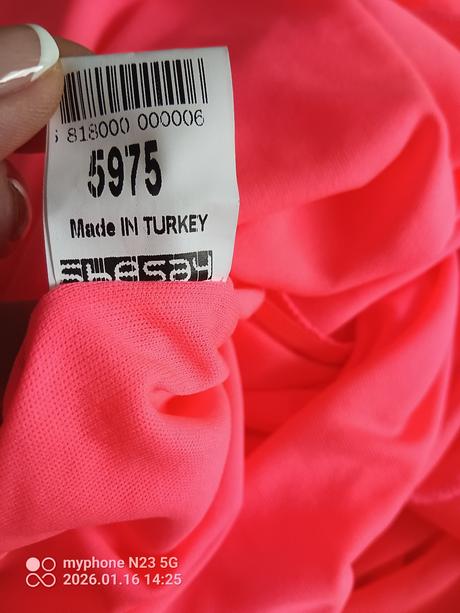 818000 000006
5975
Made IN TURKEY
shesay
myphone N23 5G
2026.01.16 14:25